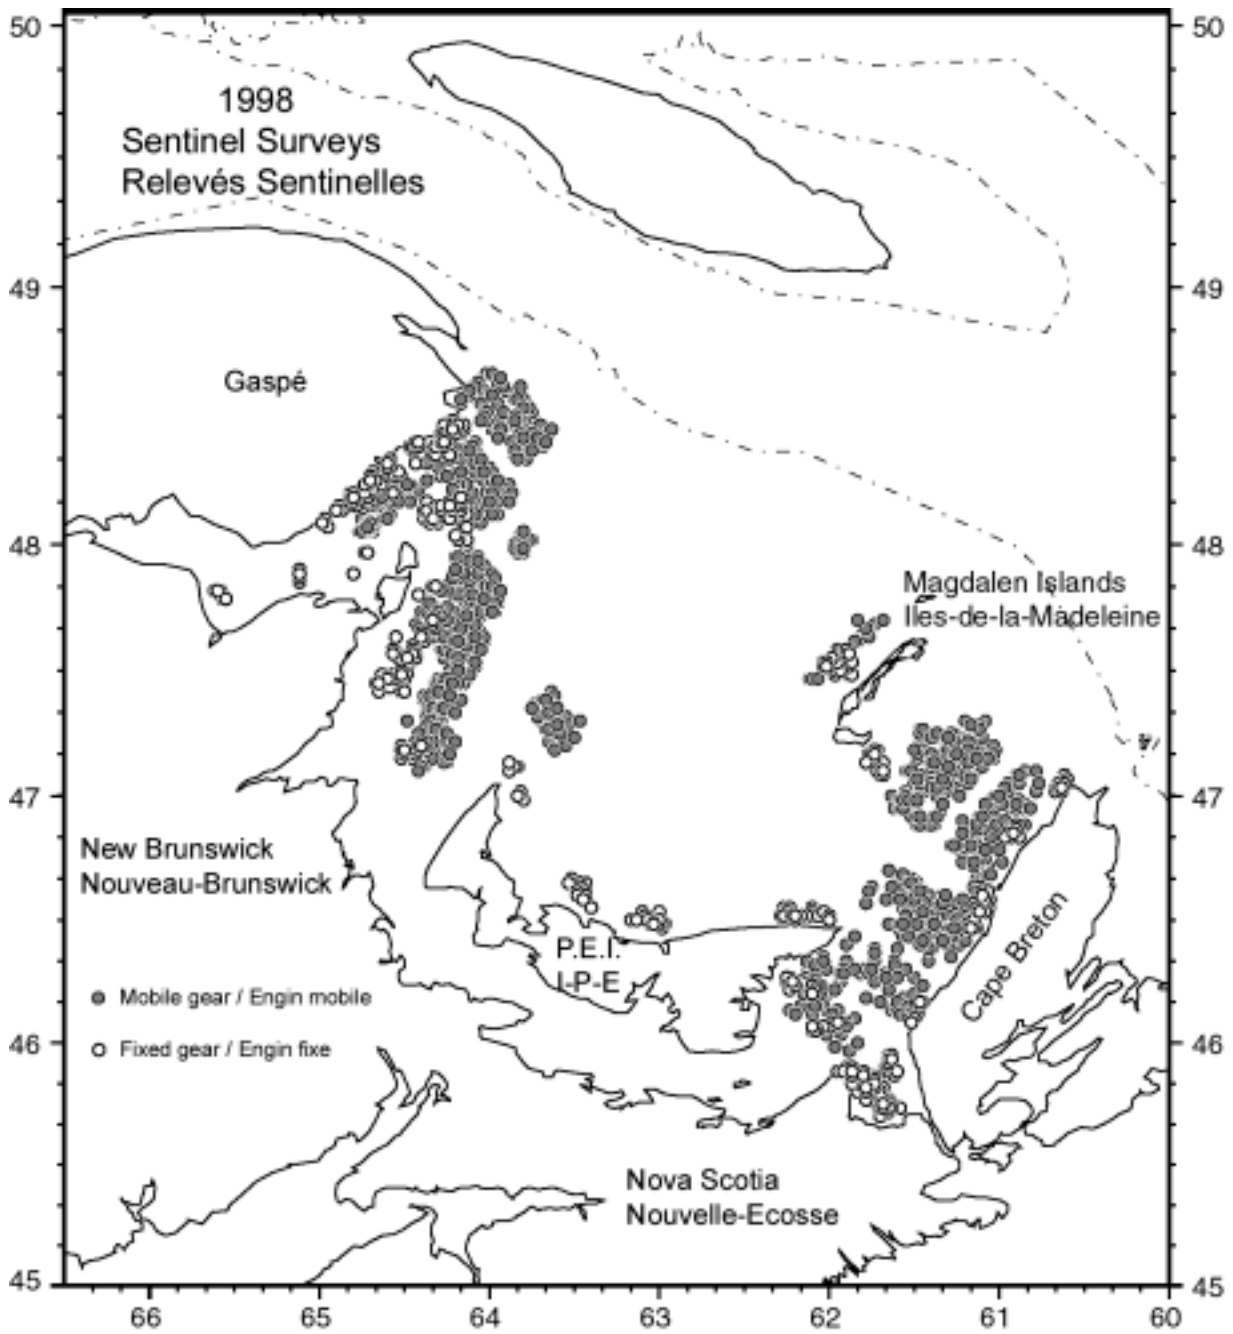 50
50
1998
Sentinel Surveys
Relevés Sentinelles
49
49
Gaspé
48
48
Magdalen Islands
Iles-de-la-Madeleine
47
47
New Brunswick
Nouveau-Brunswick
P.E.I.
I-P-E
Cape Breton
Mobile gear / Engin mobile
46
46
Fixed gear / Engin fixe
Nova Scotia
Nouvelle-Ecosse
45
45
66
65
64
63
62
61
60